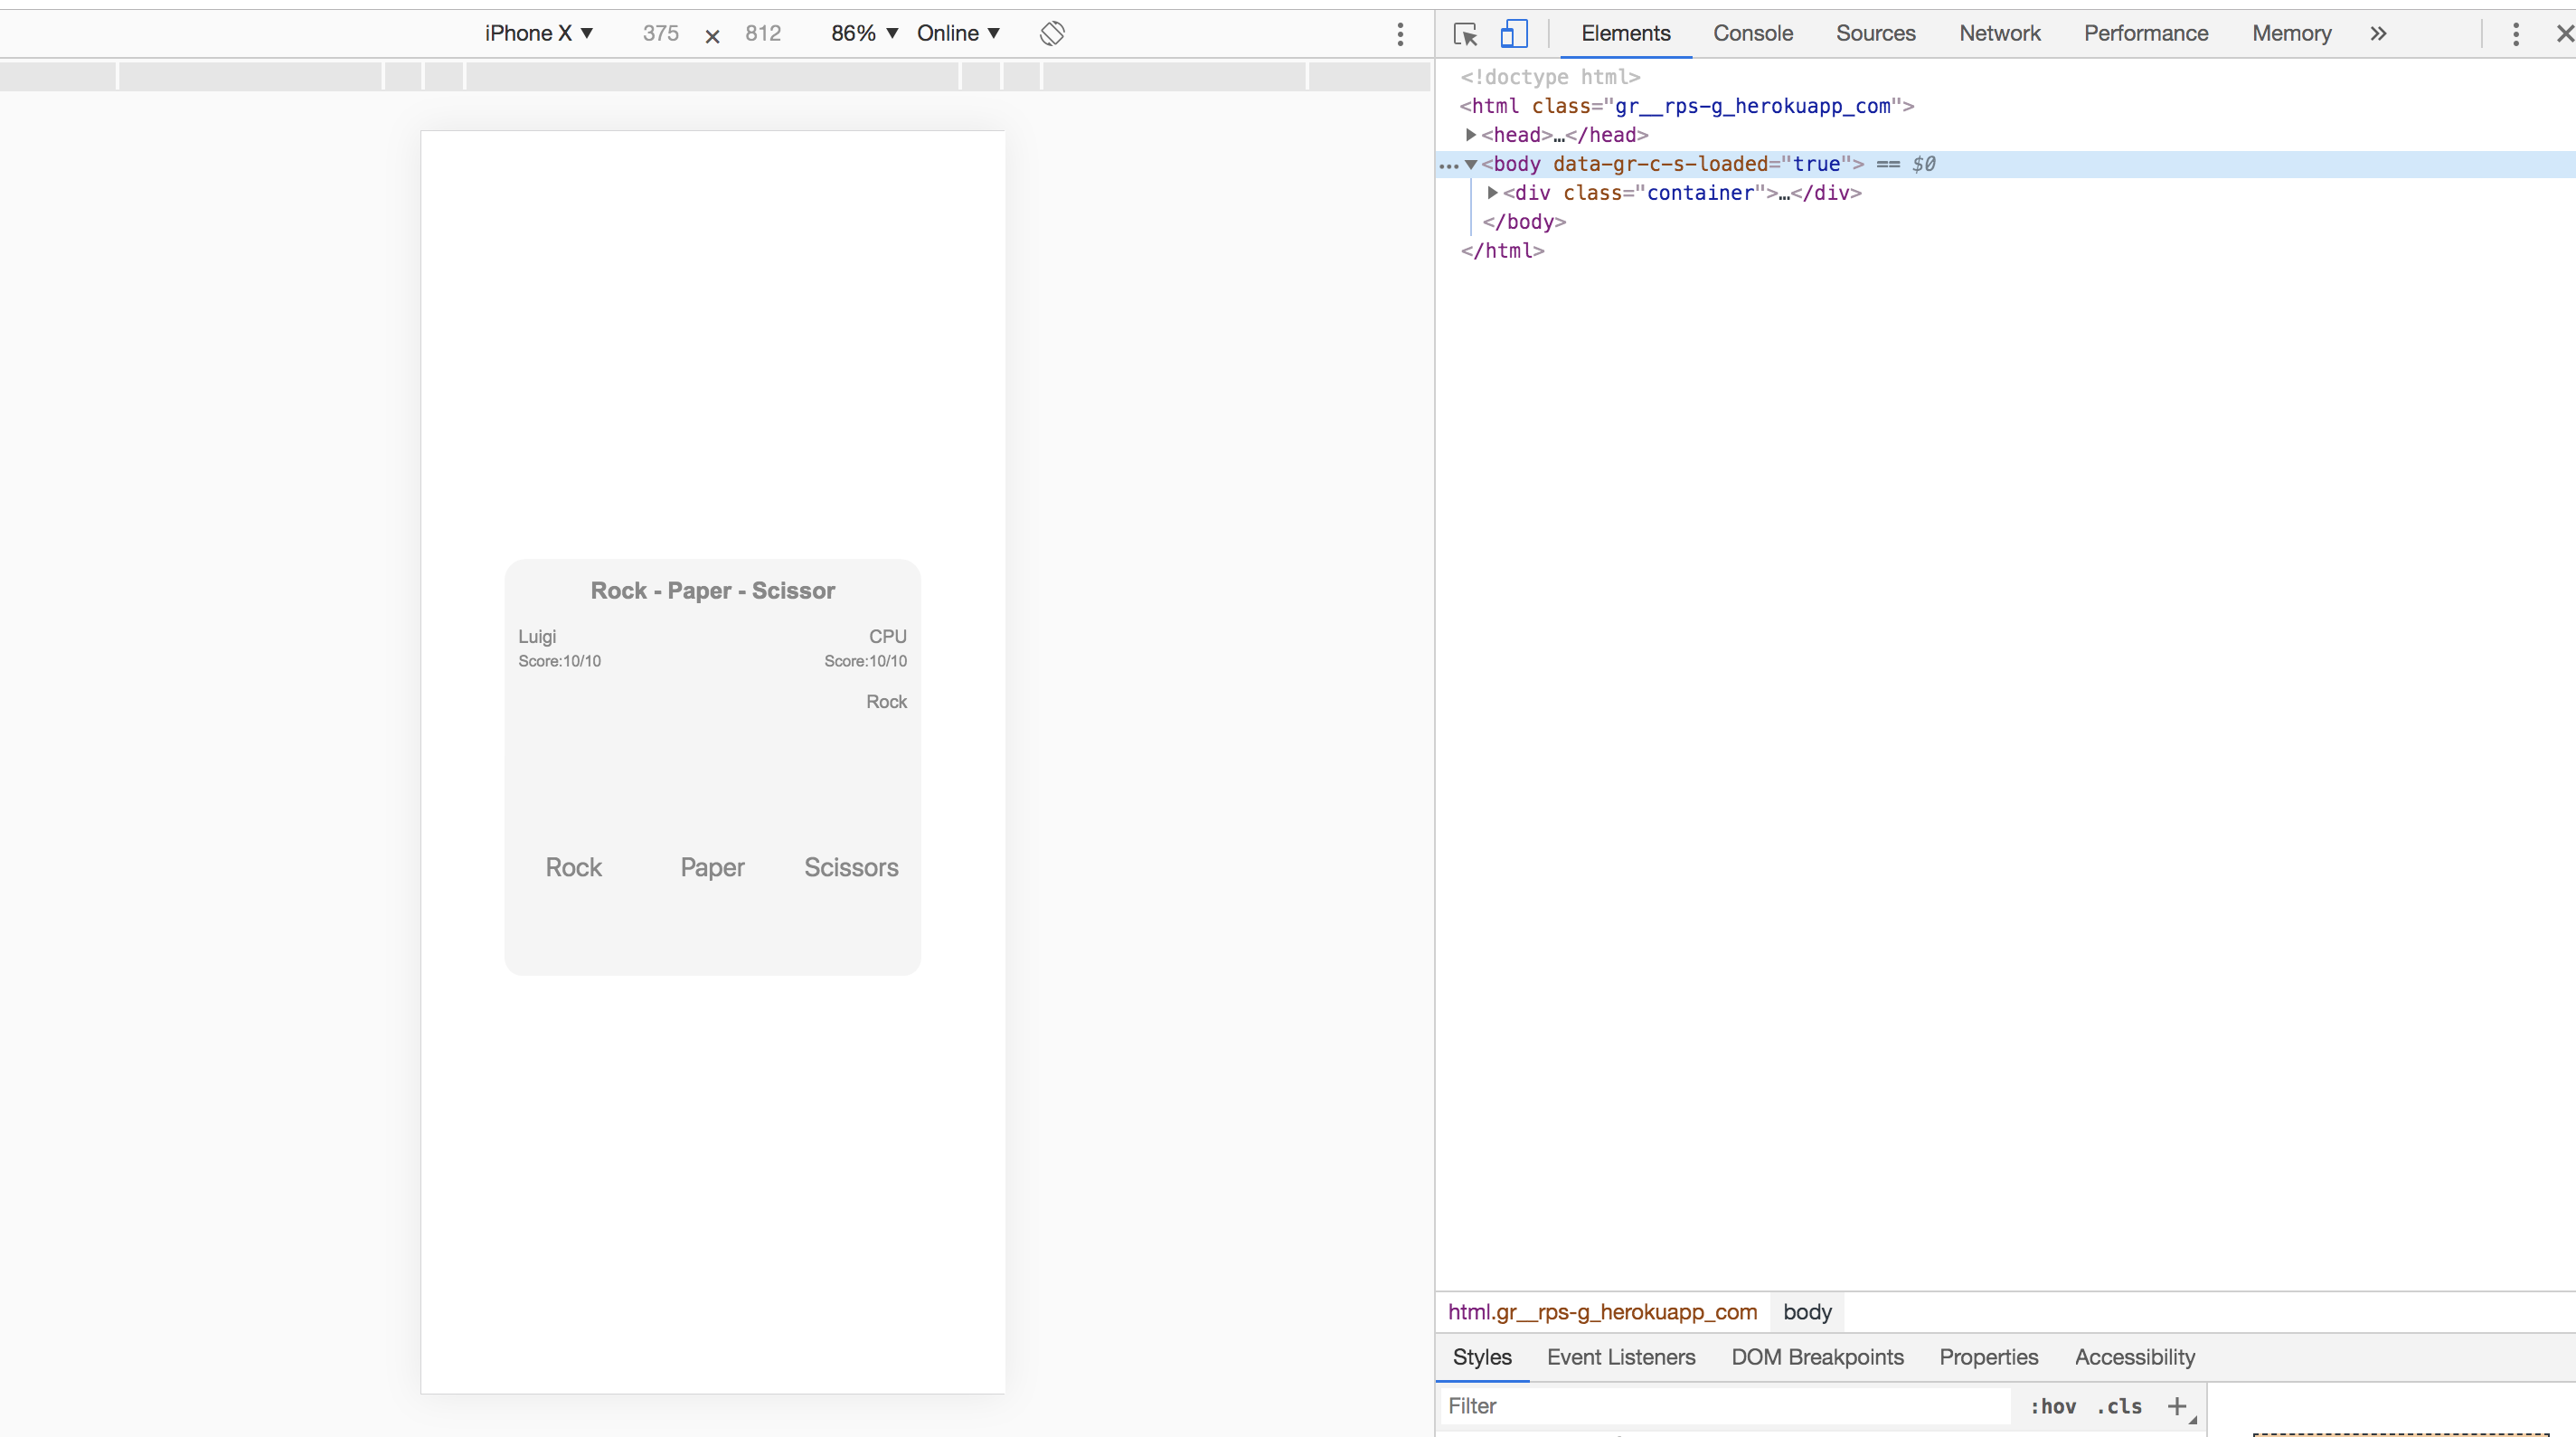 iPhone X ▼ 375 × 812 86% ▼ Online ▼
Elements Console Sources Network Performance Memory »
<!doctype html>
<html class="gr__rps-g_herokuapp_com">
▶<head>…</head>
… ▼<body data-gr-c-s-loaded="true"> == $0
▶<div class="container">…</div>
</body>
</html>
Rock - Paper - Scissor
Luigi CPU
Score:10/10 Score:10/10
Rock
Rock Paper Scissors
html.gr__rps-g_herokuapp_com body
Styles Event Listeners DOM Breakpoints Properties Accessibility
Filter :hov .cls +